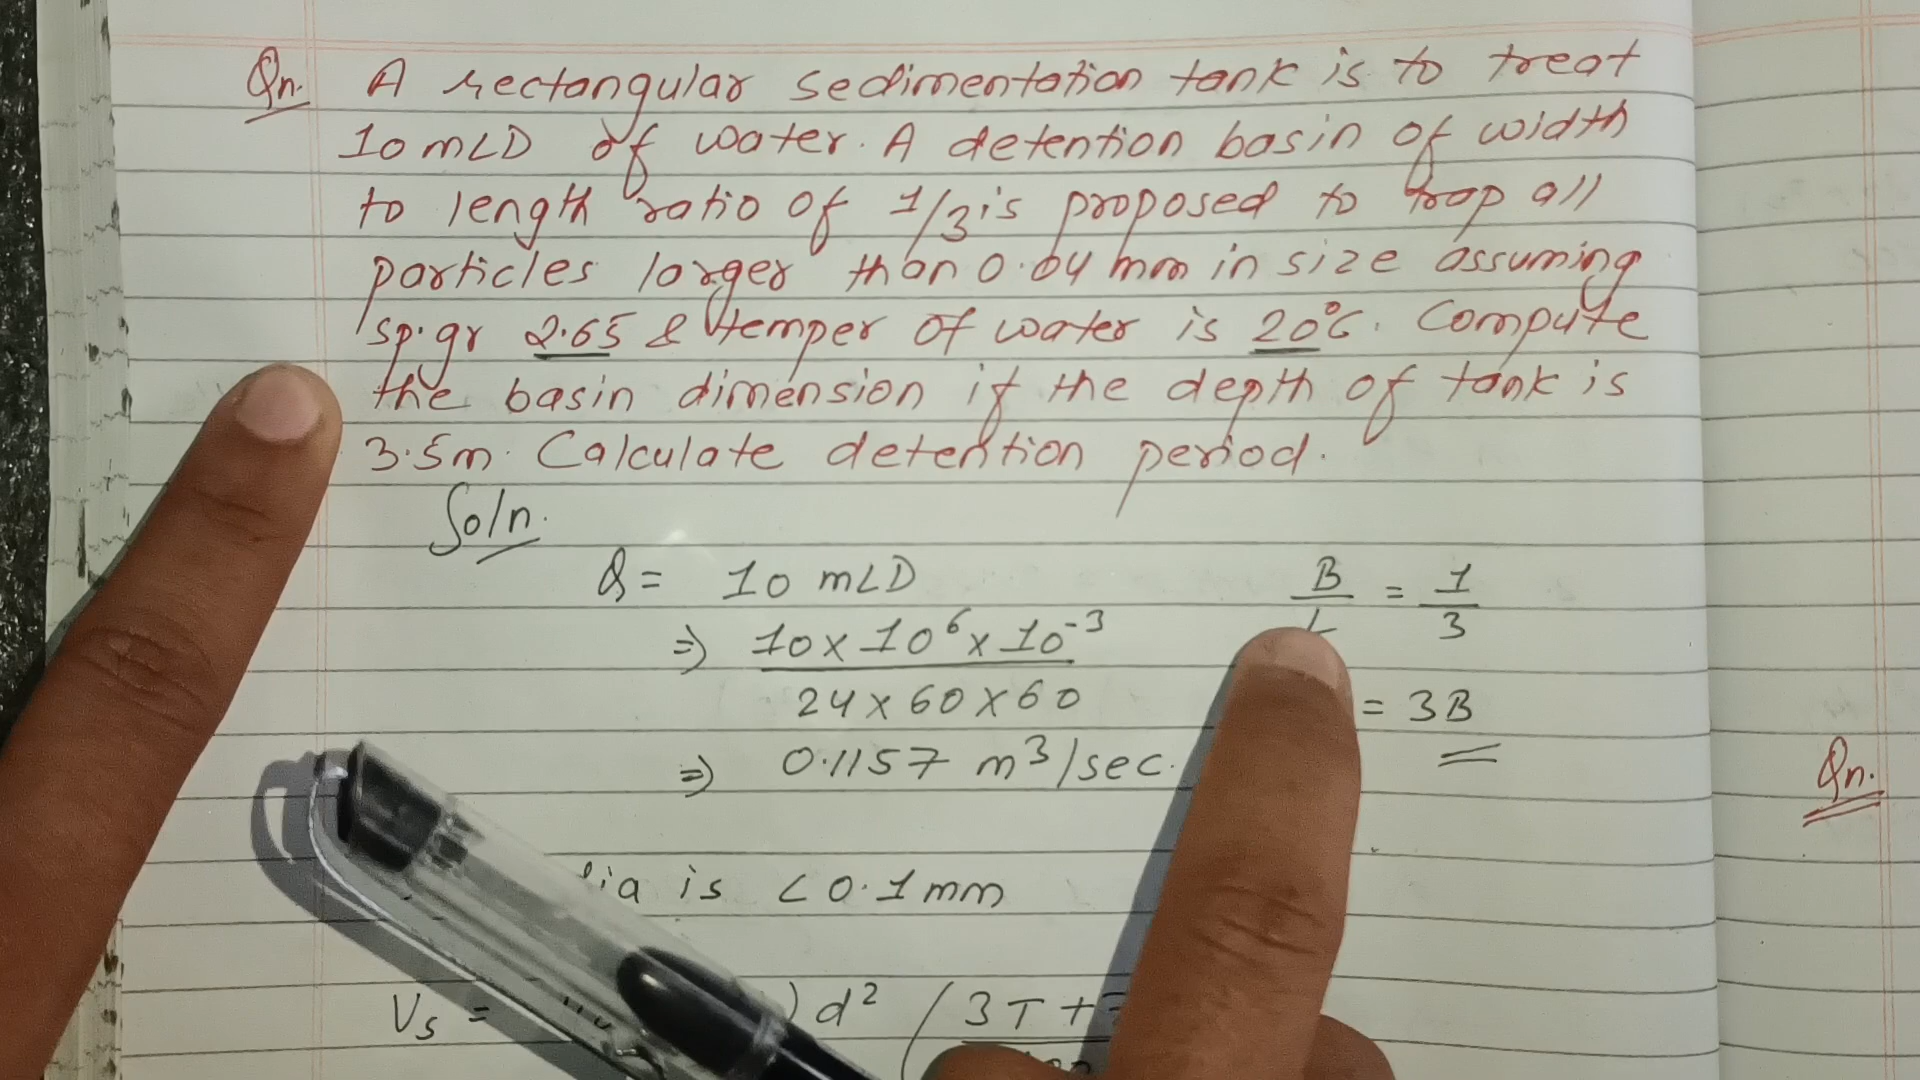 Qn. A rectangular sedimentation tank is to treat
10 MLD of water. A detention basin of width
to length ratio of 1/3 is proposed to trap all
particles larger than 0.04 mm in size assuming
sp.gr 2.65 & temper of water is 20°C. Compute
the basin dimension if the depth of tank is
3.5m. Calculate detention period.
Soln.
Q = 10 MLD
B/L = 1/3
⇒ 10 x 10⁶ x 10⁻³
24 x 60 x 60
= 3B
⇒ 0.1157 m³/sec.
Qn.
is < 0.1 mm
Vs = ) d² ( 3T +